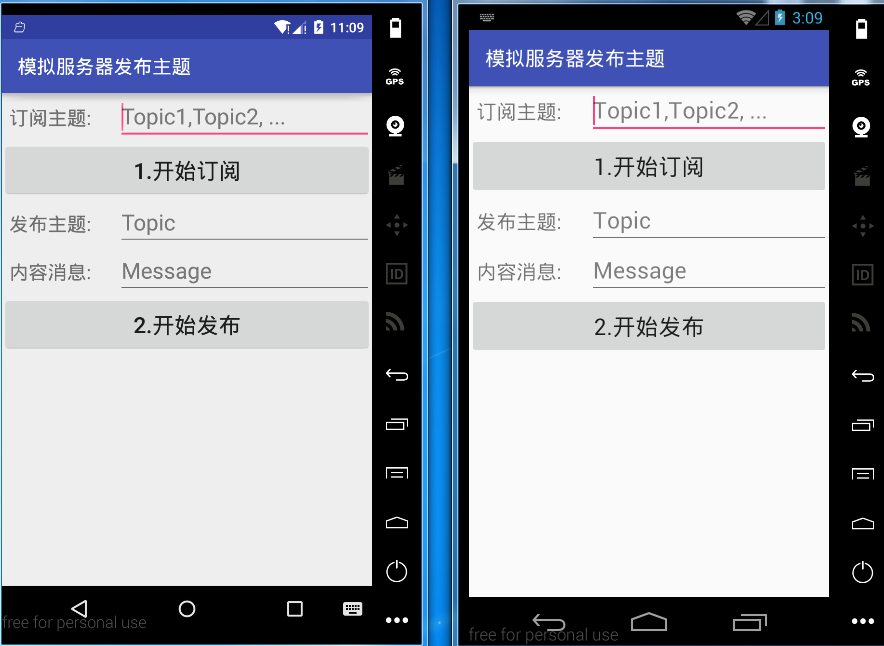 11:09
模拟服务器发布主题
订阅主题: Topic1,Topic2, ...
1.开始订阅
发布主题: Topic
内容消息: Message
2.开始发布
free for personal use
GPS
ID
3:09
模拟服务器发布主题
订阅主题: Topic1,Topic2, ...
1.开始订阅
发布主题: Topic
内容消息: Message
2.开始发布
free for personal use
GPS
ID